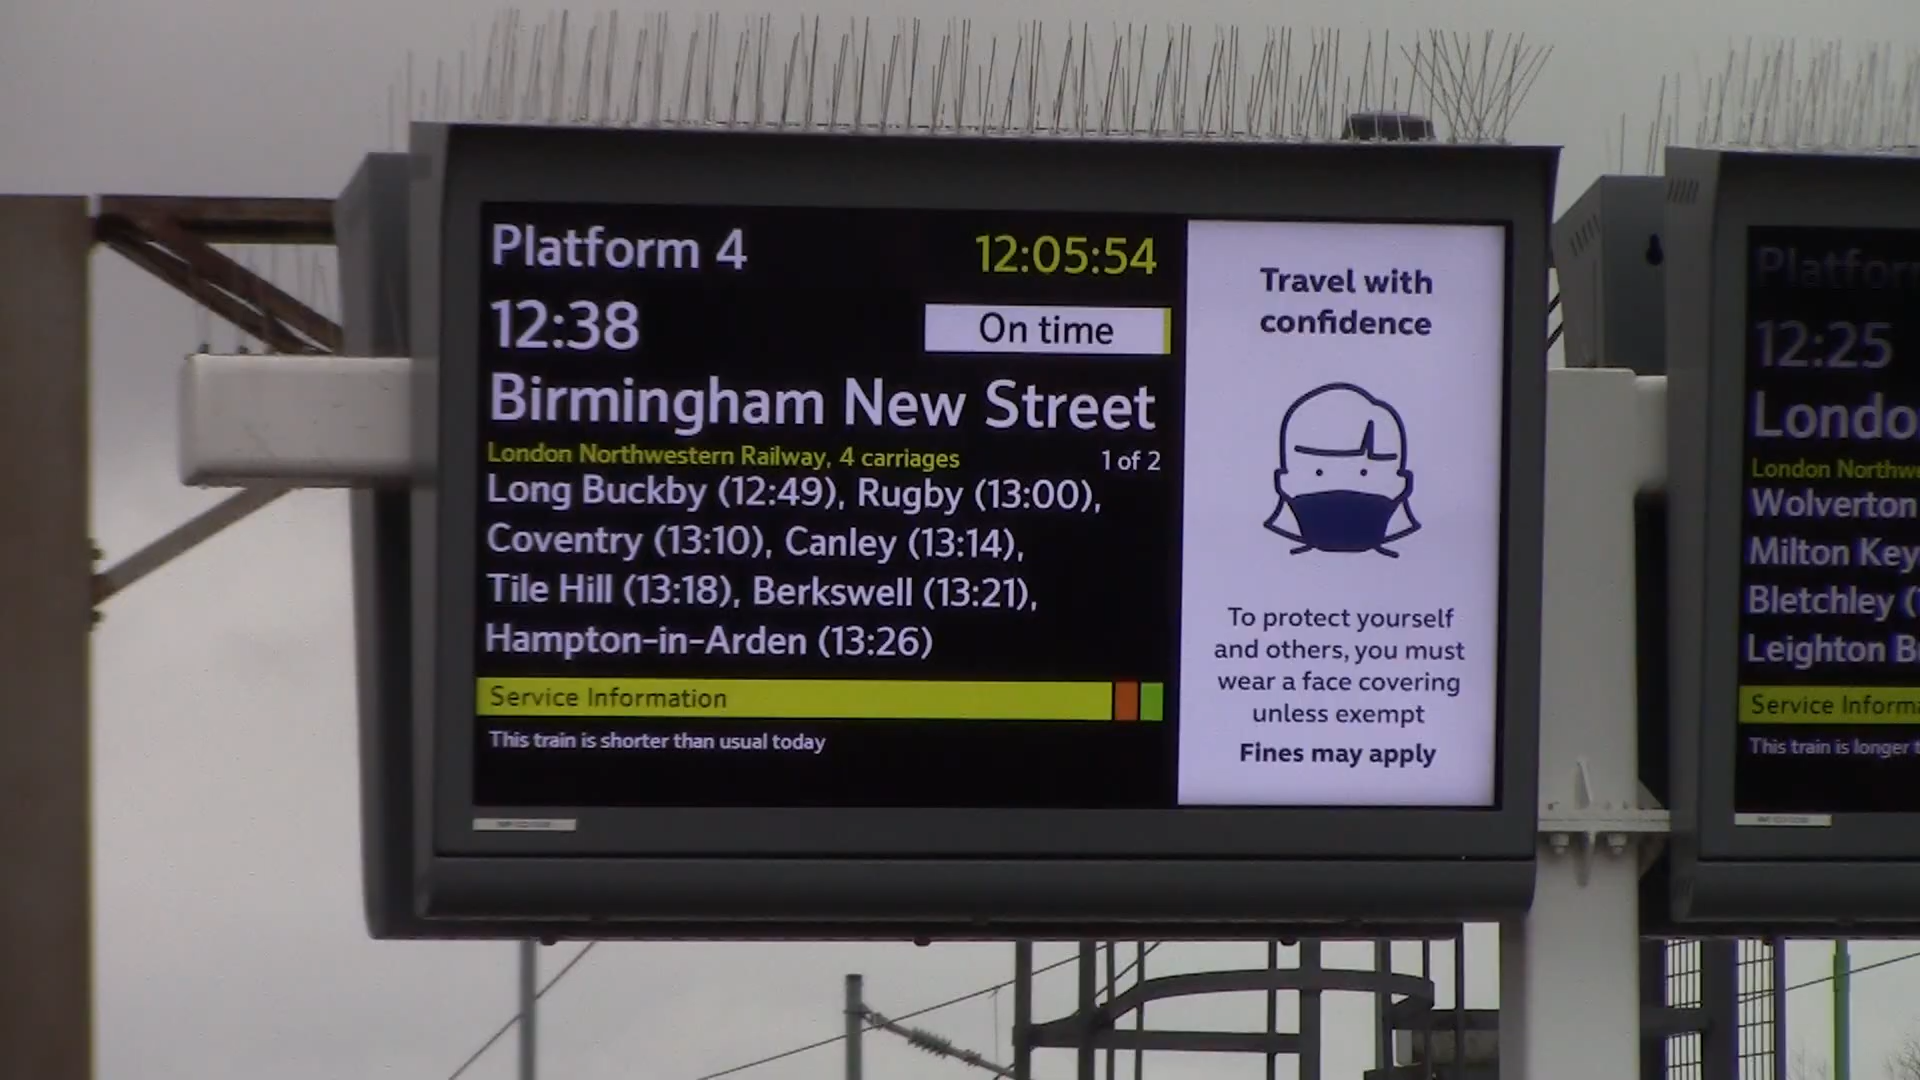 Platform 4 12:05:54
12:38 On time
Birmingham New Street
London Northwestern Railway, 4 carriages 1 of 2
Long Buckby (12:49), Rugby (13:00),
Coventry (13:10), Canley (13:14),
Tile Hill (13:18), Berkswell (13:21),
Hampton-in-Arden (13:26)
Service Information
This train is shorter than usual today
Travel with
confidence
To protect yourself
and others, you must
wear a face covering
unless exempt
Fines may apply
Platfor
12:25
Londo
London Northw
Wolverton
Milton Key
Bletchley (
Leighton B
Service Inform
This train is longer t